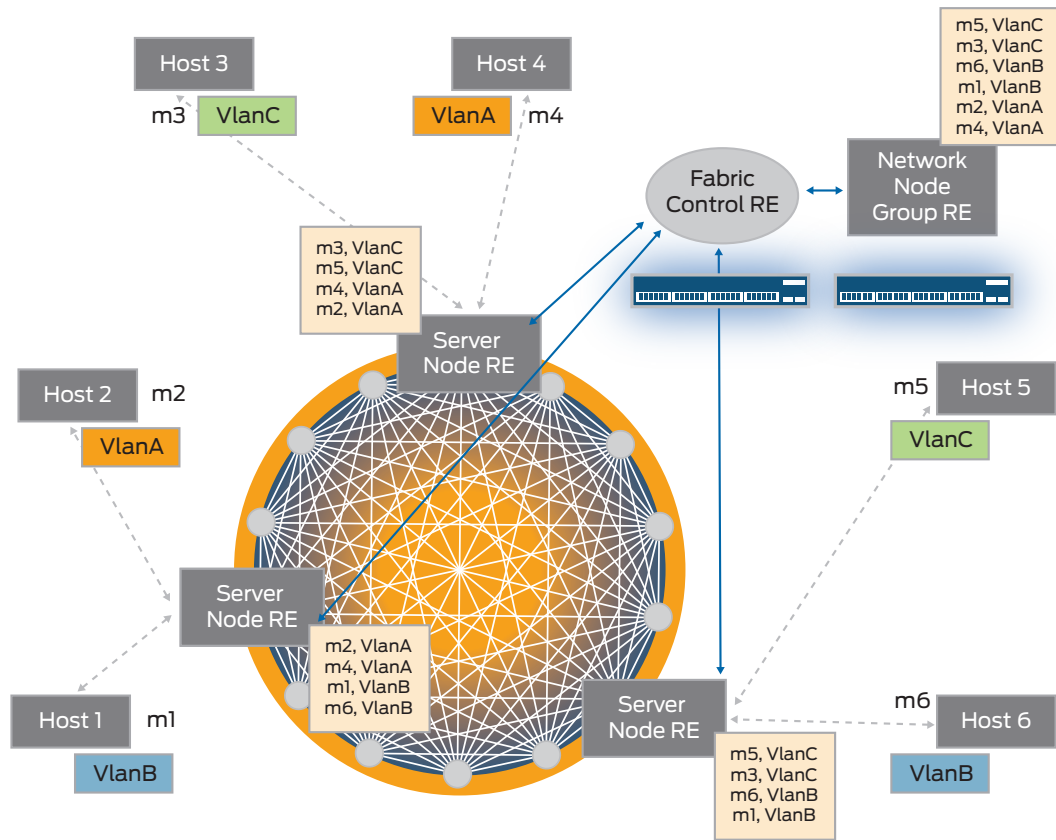 Host 3
VlanC
m3
Host 4
VlanA
m4
m5, VlanC
m3, VlanC
m6, VlanB
m1, VlanB
m2, VlanA
m4, VlanA
Network
Node
Group RE
Fabric
Control RE
m3, VlanC
m5, VlanC
m4, VlanA
m2, VlanA
Server
Node RE
Host 2
m2
VlanA
m5
Host 5
VlanC
Server
Node RE
m2, VlanA
m4, VlanA
m1, VlanB
m6, VlanB
Host 1
m1
VlanB
Server
Node RE
m5, VlanC
m3, VlanC
m6, VlanB
m1, VlanB
m6
Host 6
VlanB